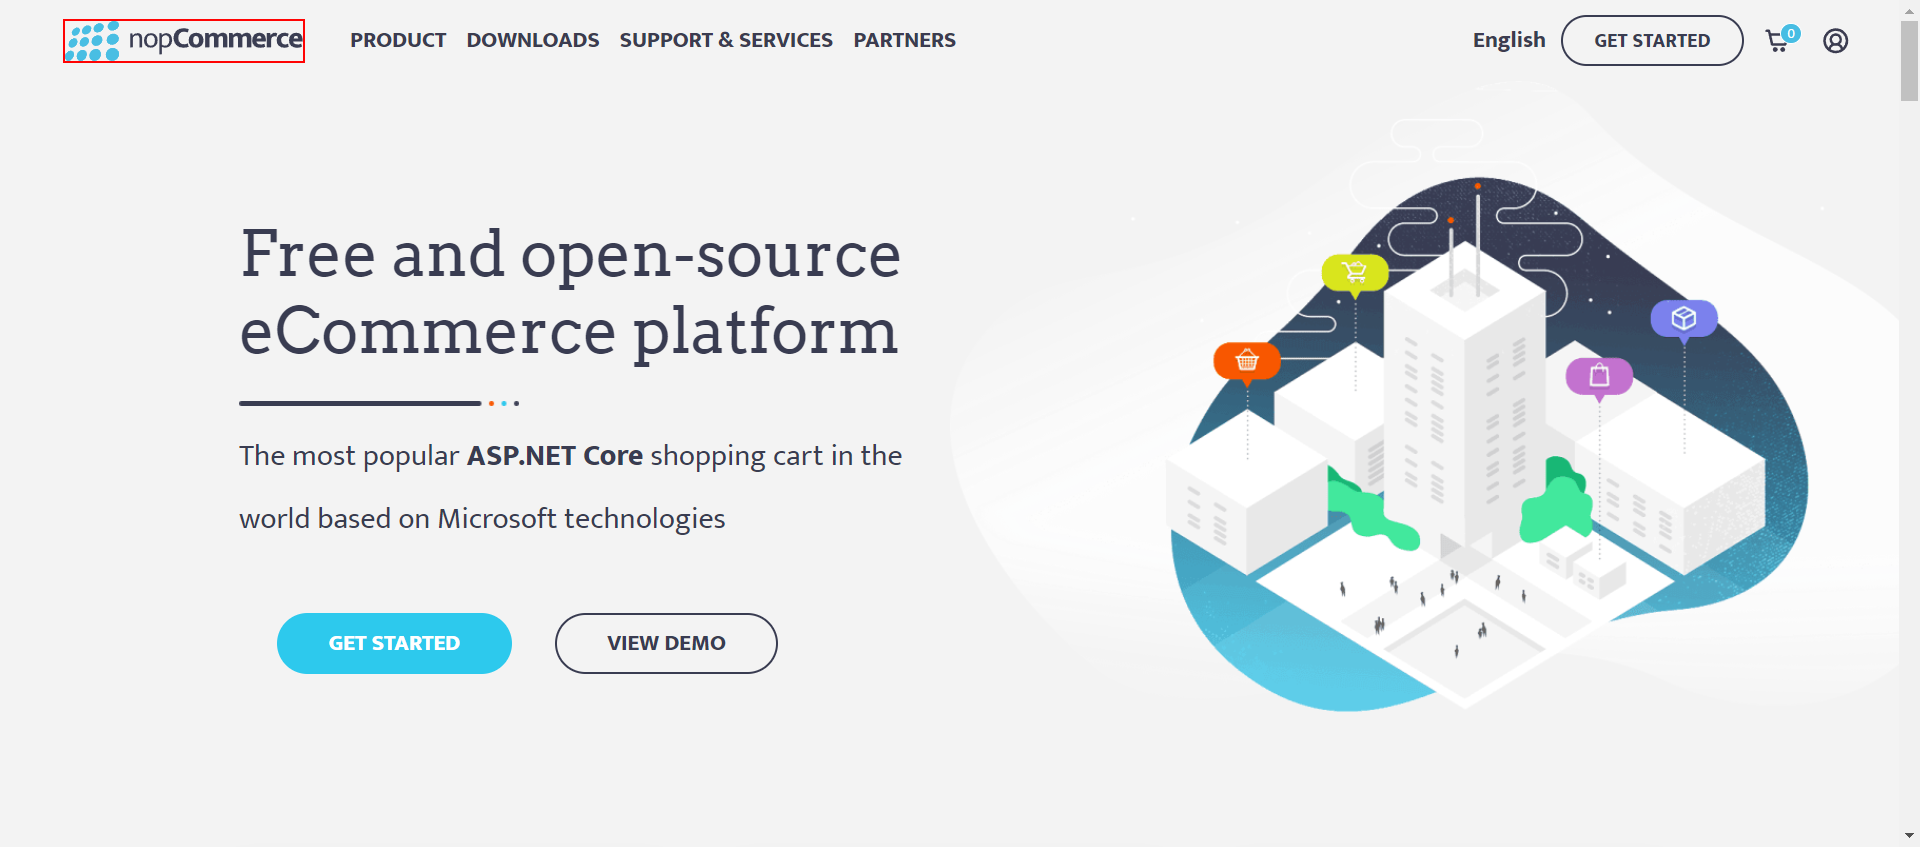 nopCommerce
PRODUCT DOWNLOADS SUPPORT & SERVICES PARTNERS
English GET STARTED 0
Free and open-source
eCommerce platform
The most popular ASP.NET Core shopping cart in the
world based on Microsoft technologies
GET STARTED VIEW DEMO